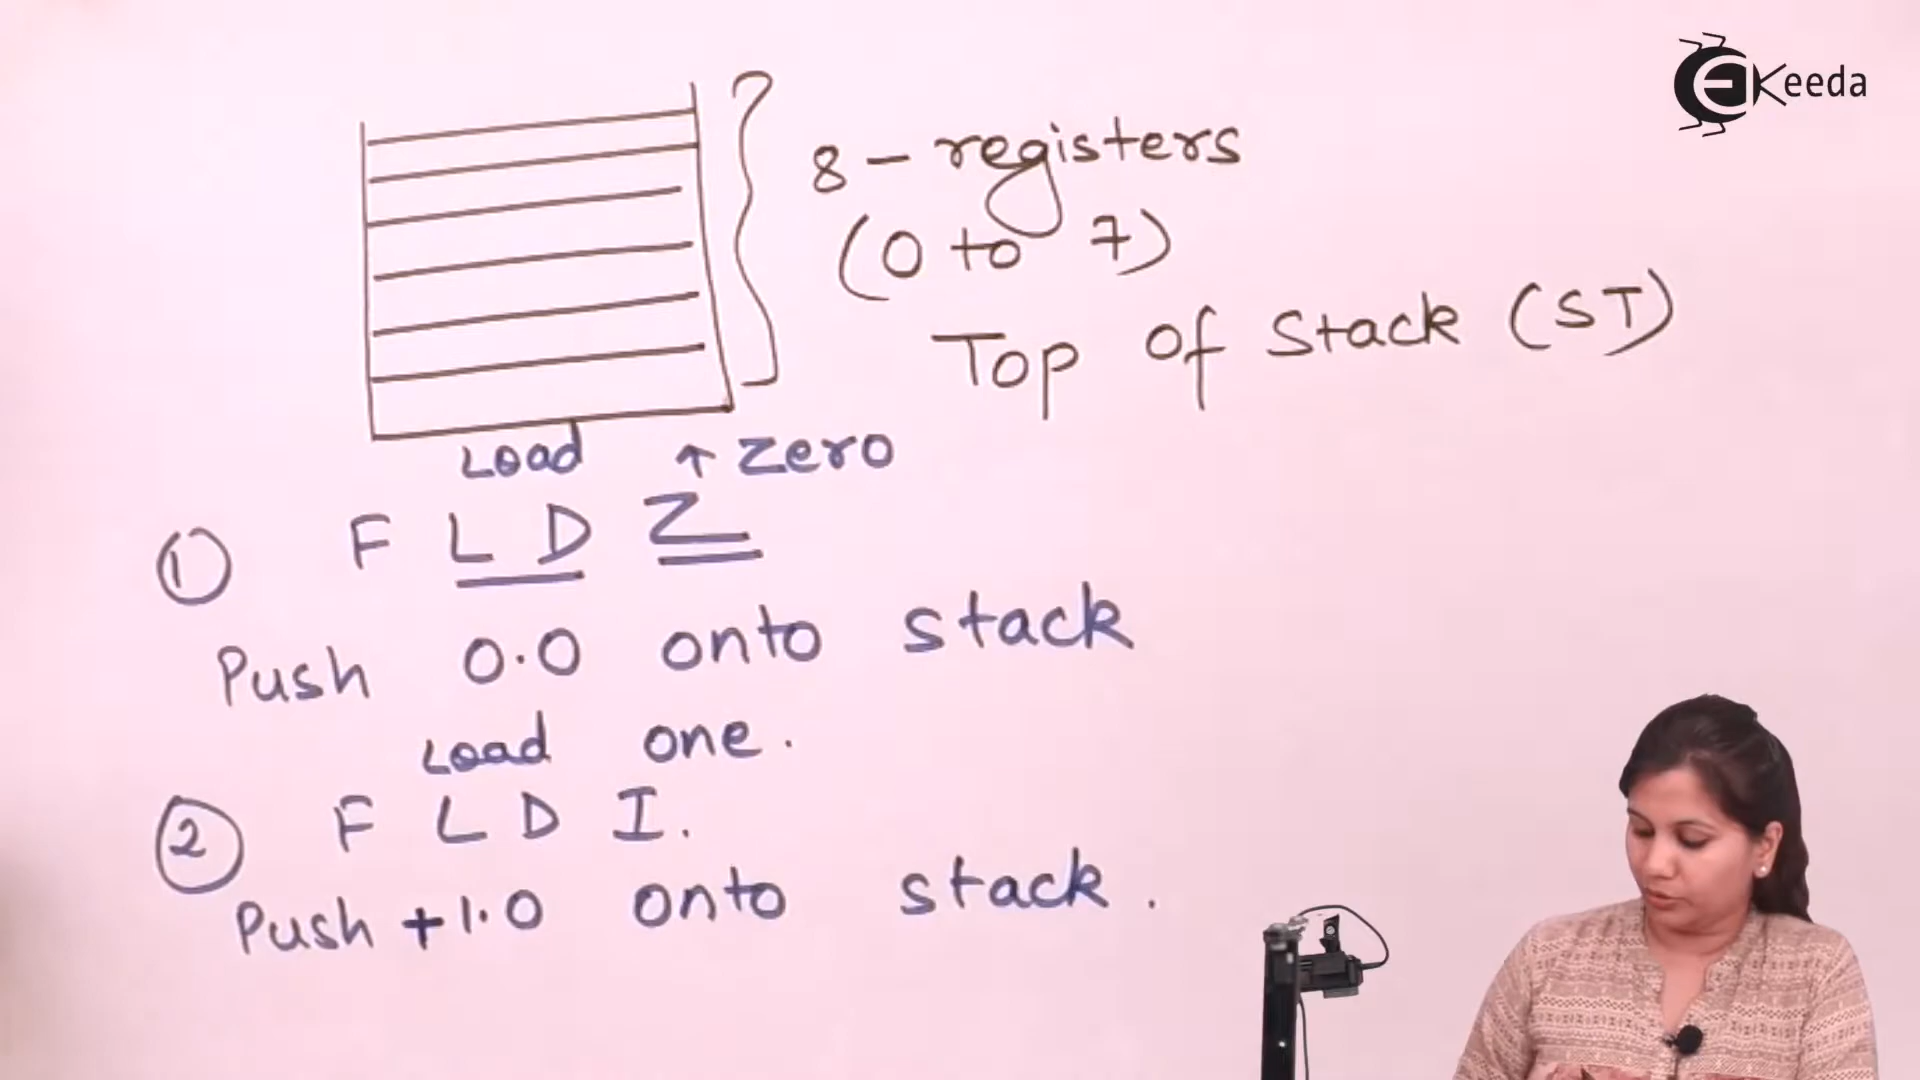 EKeeda
8 - registers
(0 to 7)
Top of Stack (ST)
Load ↑ Zero
① F L D Z
Push 0.0 onto stack
Load one.
② F L D I.
Push +1.0 onto stack.